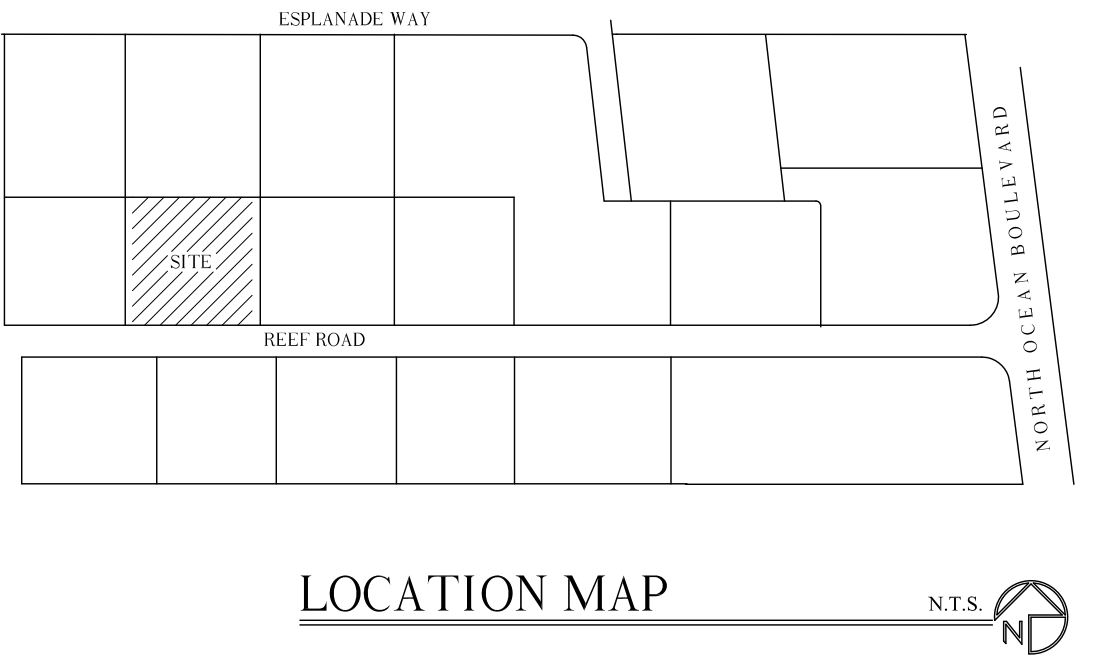 ESPLANADE WAY
NORTH OCEAN BOULEVARD
SITE
REEF ROAD
LOCATION MAP
N.T.S.
N